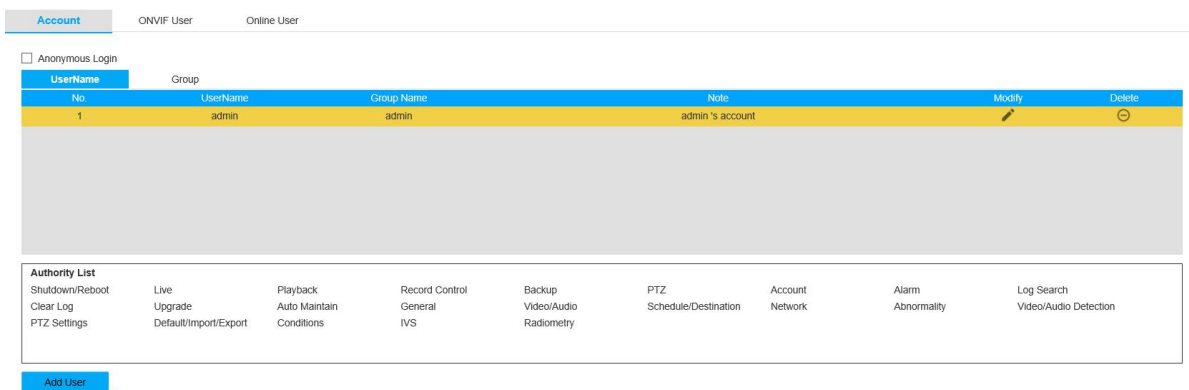 Account ONVIF User Online User
Anonymous Login
UserName Group
No. UserName Group Name Note Modify Delete
1 admin admin admin 's account
Authority List
Shutdown/Reboot Live Playback Record Control Backup PTZ Account Alarm Log Search
Clear Log Upgrade Auto Maintain General Video/Audio Schedule/Destination Network Abnormality Video/Audio Detection
PTZ Settings Default/Import/Export Conditions IVS Radiometry
Add User